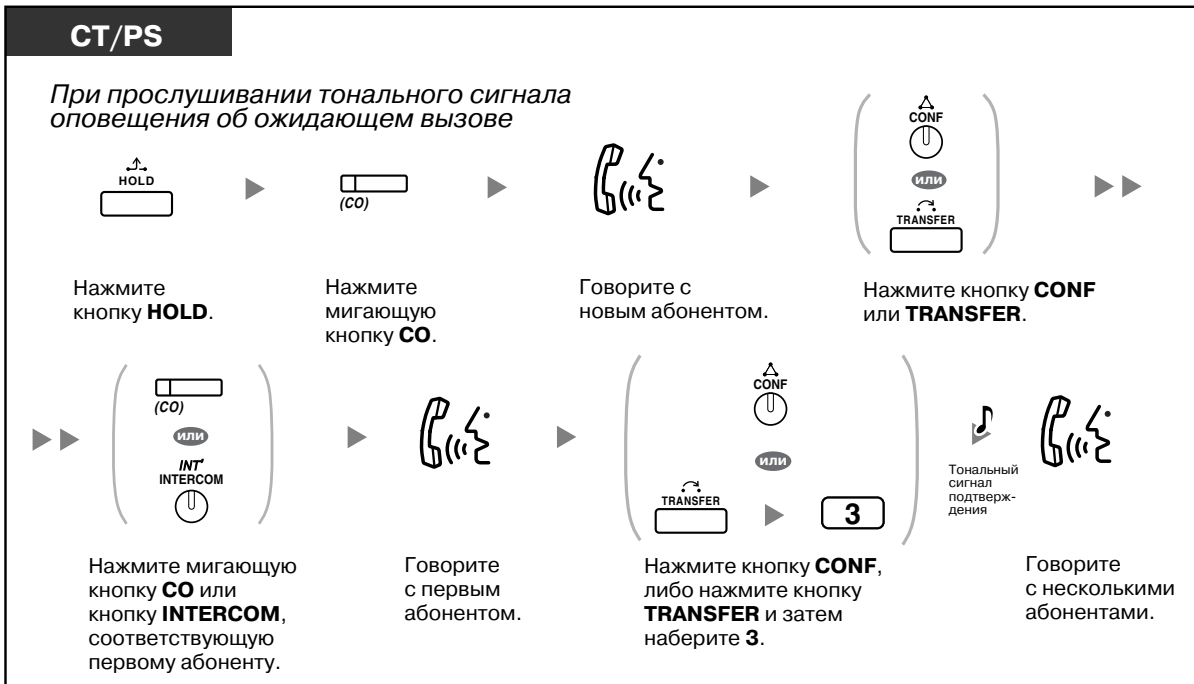 CT/PS
При прослушивании тонального сигнала
оповещения об ожидающем вызове
HOLD
(CO)
CONF
или
TRANSFER
Нажмите
кнопку HOLD.
Нажмите
мигающую
кнопку CO.
Говорите с
новым абонентом.
Нажмите кнопку CONF
или TRANSFER.
(CO)
или
INT'
INTERCOM
CONF
или
TRANSFER
3
Тональный
сигнал
подтверж-
дения
Нажмите мигающую
кнопку CO или
кнопку INTERCOM,
соответствующую
первому абоненту.
Говорите
с первым
абонентом.
Нажмите кнопку CONF,
либо нажмите кнопку
TRANSFER и затем
наберите 3.
Говорите
с несколькими
абонентами.